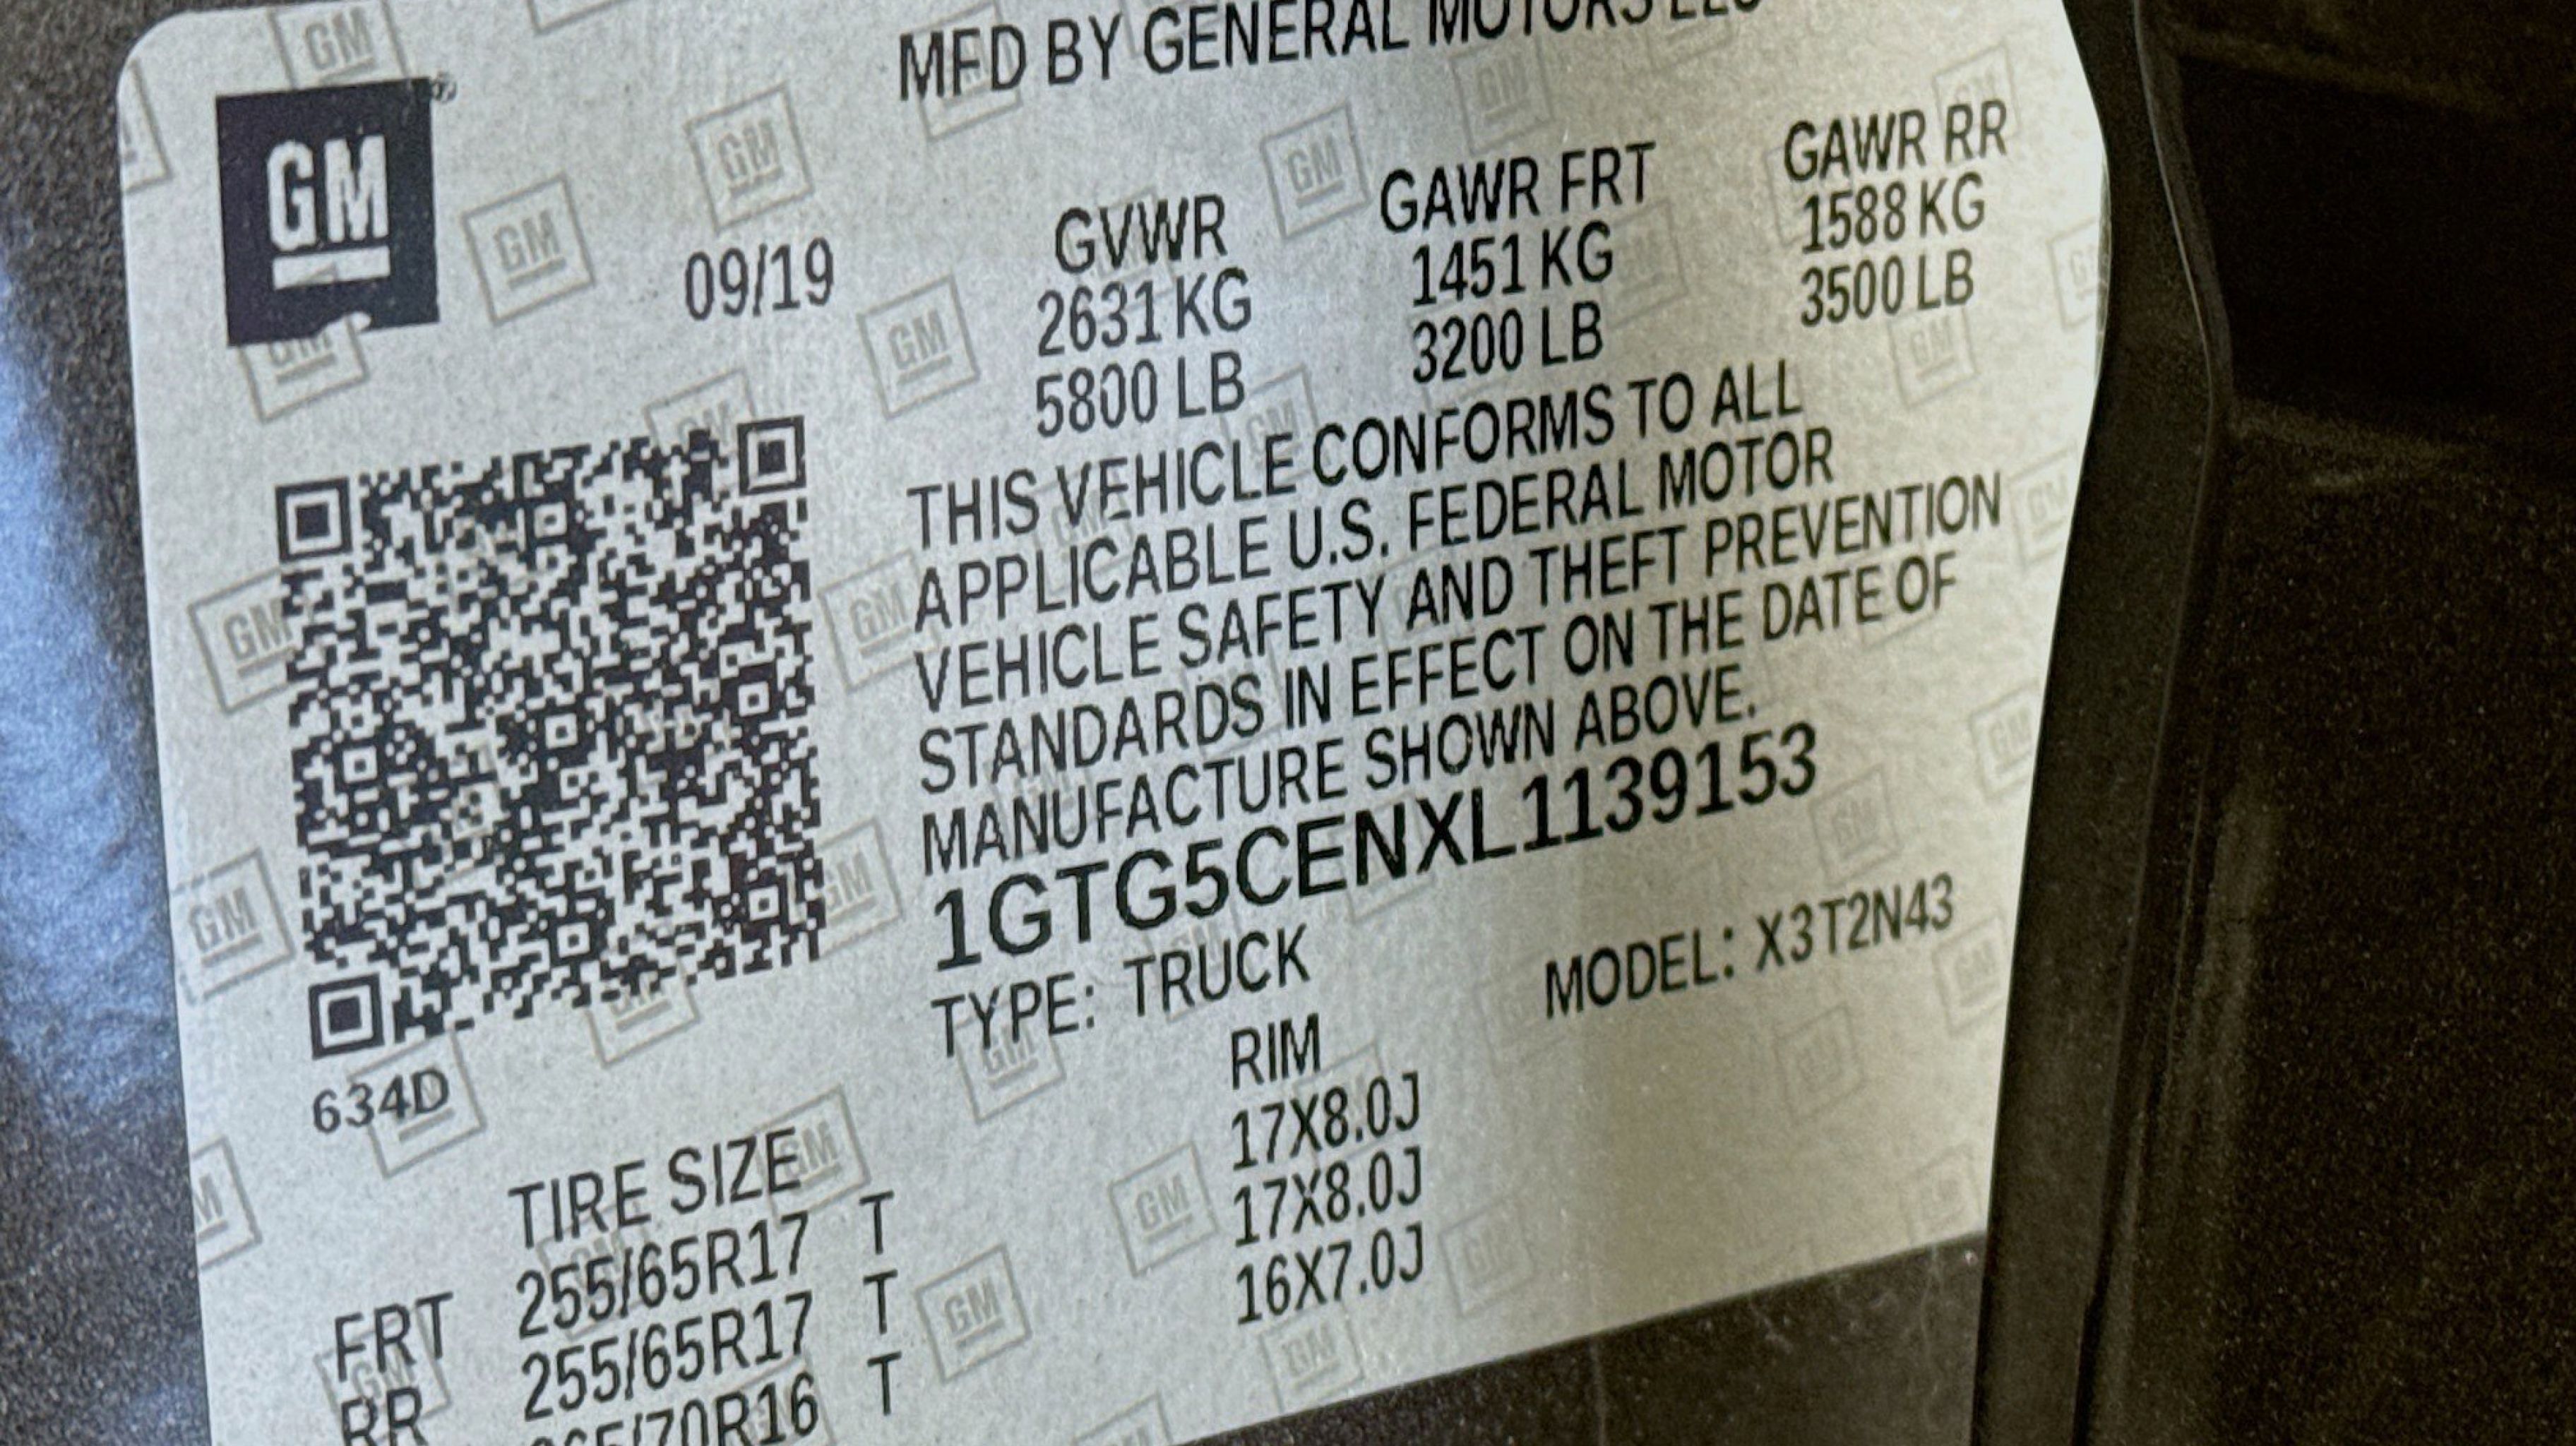 MFD BY GENERAL MOTORS LLC
GM
09/19
GVWR GAWR FRT GAWR RR
2631 KG 1451 KG 1588 KG
5800 LB 3200 LB 3500 LB
THIS VEHICLE CONFORMS TO ALL
APPLICABLE U.S. FEDERAL MOTOR
VEHICLE SAFETY AND THEFT PREVENTION
STANDARDS IN EFFECT ON THE DATE OF
MANUFACTURE SHOWN ABOVE.
1GTG5CENXL1139153
TYPE: TRUCK MODEL: X3T2N43
634D
TIRE SIZE RIM
FRT 255/65R17 T 17X8.0J
RR 255/65R17 T 17X8.0J
T 16X7.0J